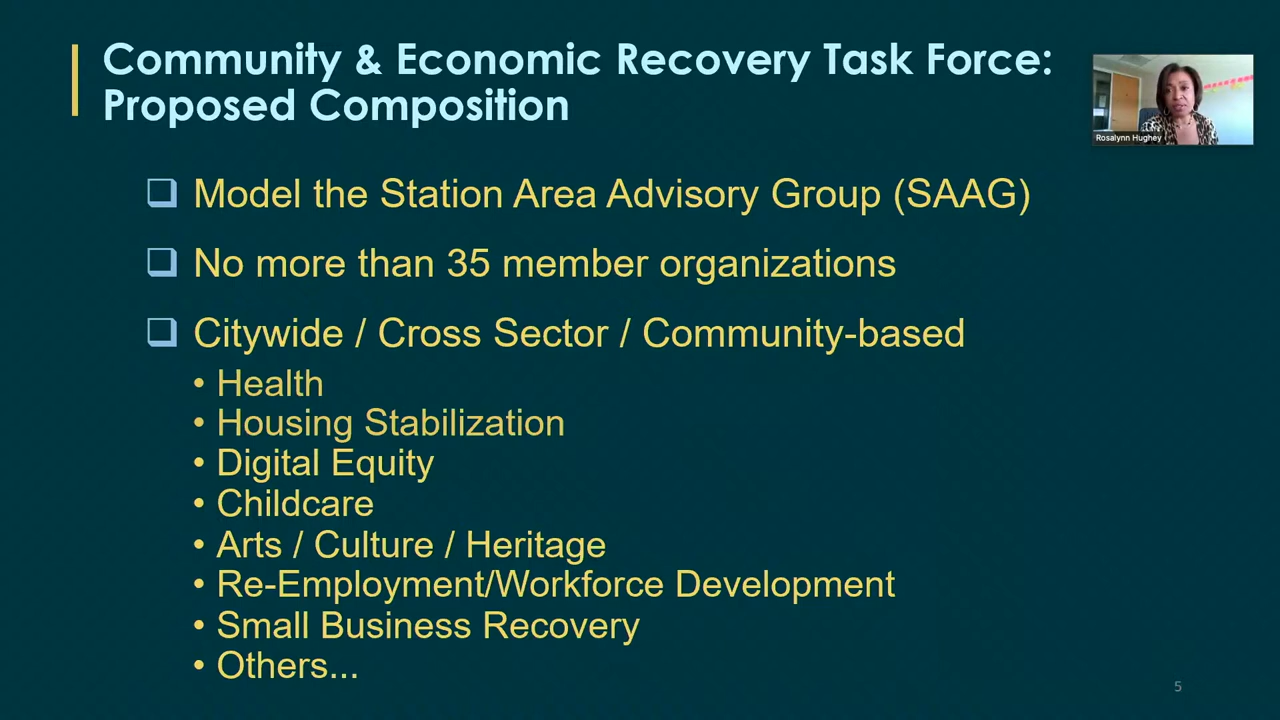 Community & Economic Recovery Task Force:
Proposed Composition
Rosalynn Hughey
Model the Station Area Advisory Group (SAAG)
No more than 35 member organizations
Citywide / Cross Sector / Community-based
• Health
• Housing Stabilization
• Digital Equity
• Childcare
• Arts / Culture / Heritage
• Re-Employment/Workforce Development
• Small Business Recovery
• Others...
5